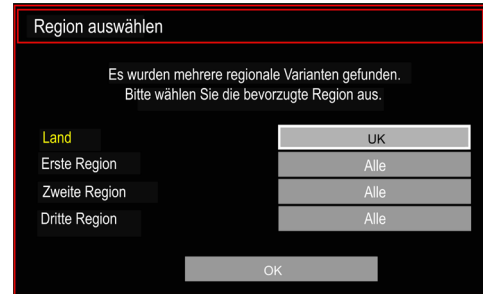 Region auswählen
Es wurden mehrere regionale Varianten gefunden.
Bitte wählen Sie die bevorzugte Region aus.
Land UK
Erste Region Alle
Zweite Region Alle
Dritte Region Alle
OK